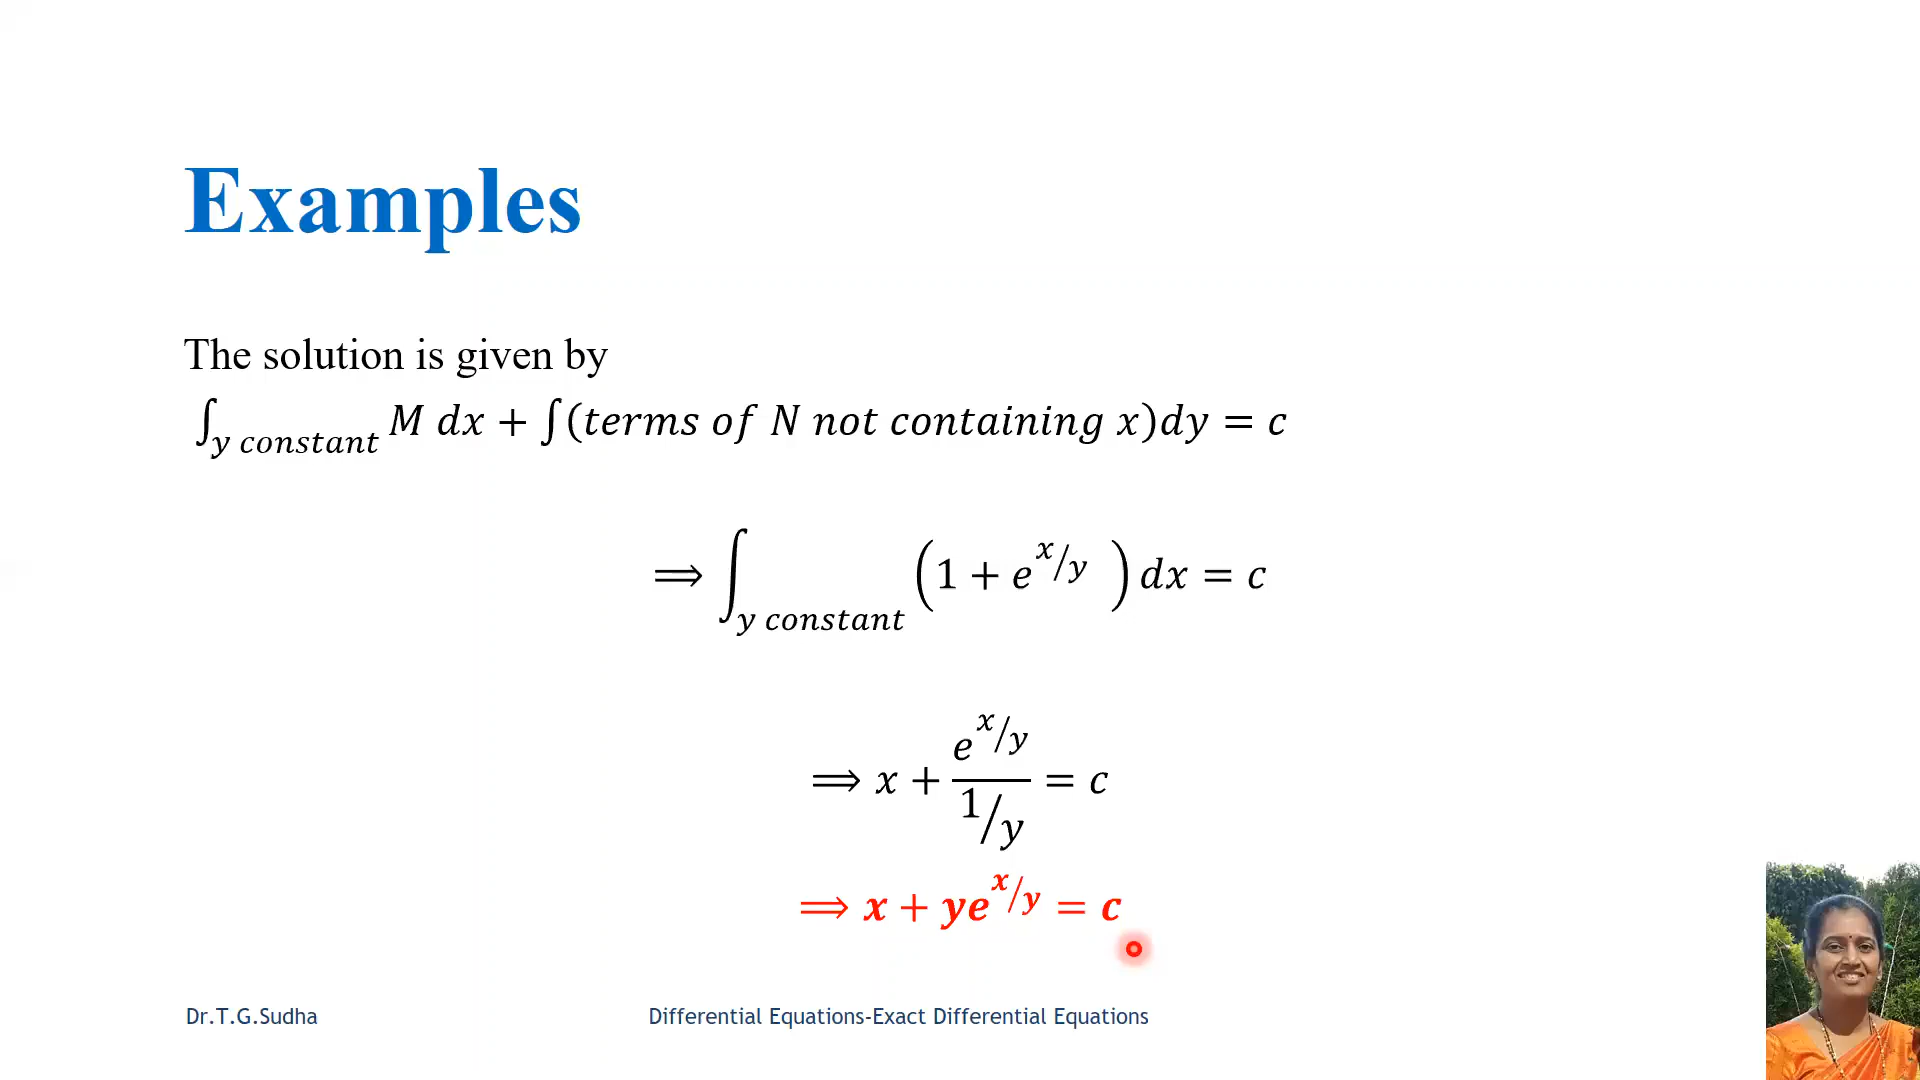 Examples
The solution is given by
∫_{y constant} M dx + ∫(terms of N not containing x)dy = c
⟹ ∫_{y constant} (1 + e^{x/y}) dx = c
⟹ x + \frac{e^{x/y}}{1/y} = c
⟹ x + ye^{x/y} = c
Dr.T.G.Sudha
Differential Equations-Exact Differential Equations